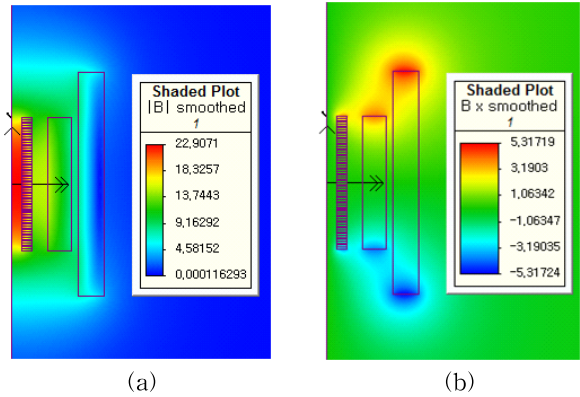 Shaded Plot
|B| smoothed
1
22,9071
18,3257
13,7443
9,16292
4,58152
0,000116293
Shaded Plot
B x smoothed
1
5,31719
3,1903
1,06342
-1,06347
-3,19035
-5,31724
(a)
(b)